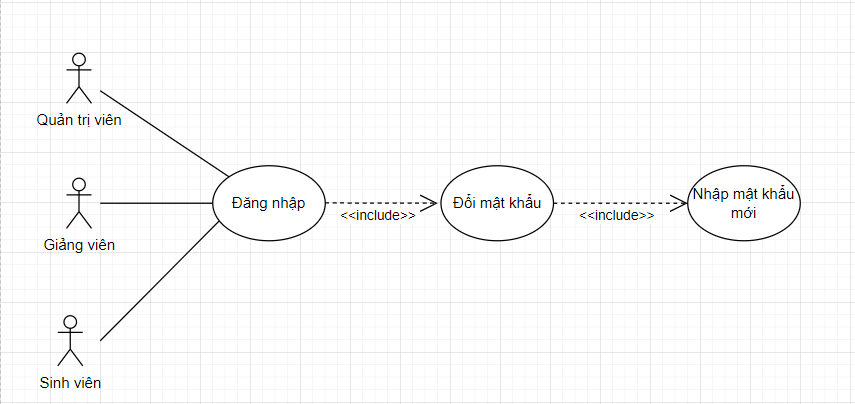 Quản trị viên
Giảng viên
Sinh viên
Đăng nhập
<<include>>
Đổi mật khẩu
<<include>>
Nhập mật khẩu
mới